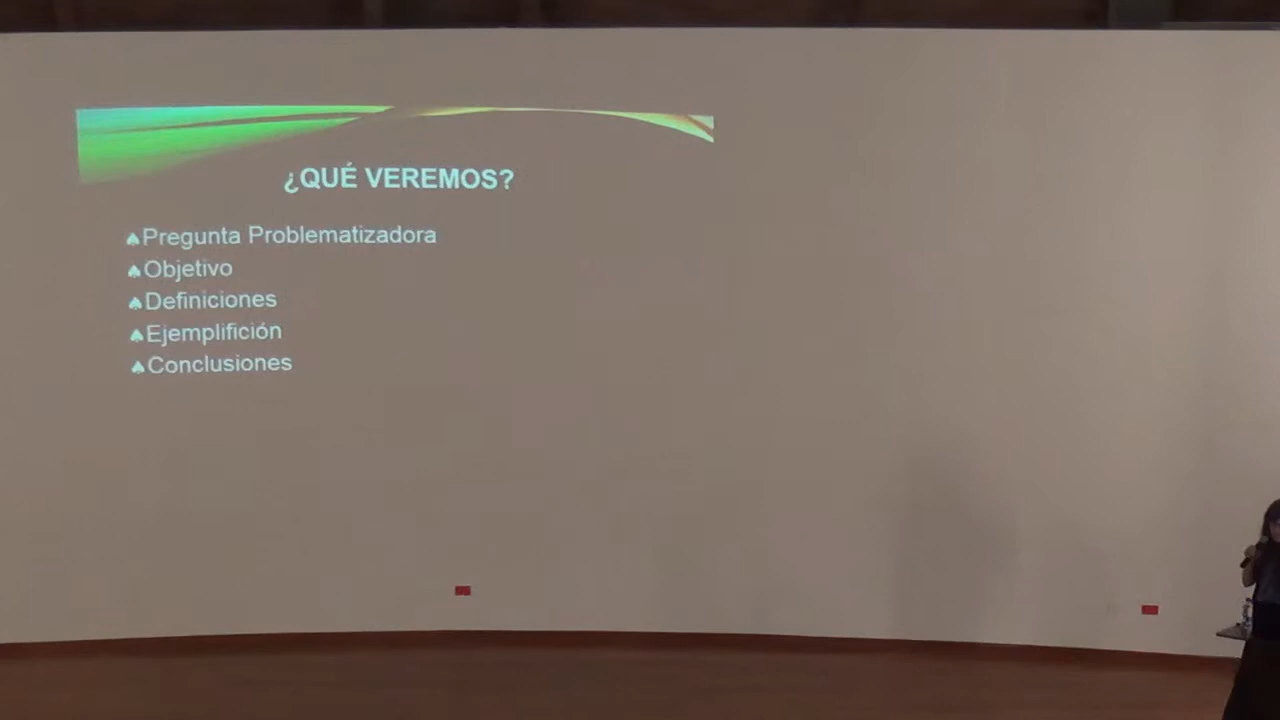 ¿QUÉ VEREMOS?
♠Pregunta Problematizadora
♠Objetivo
♠Definiciones
♠Ejemplifición
♠Conclusiones